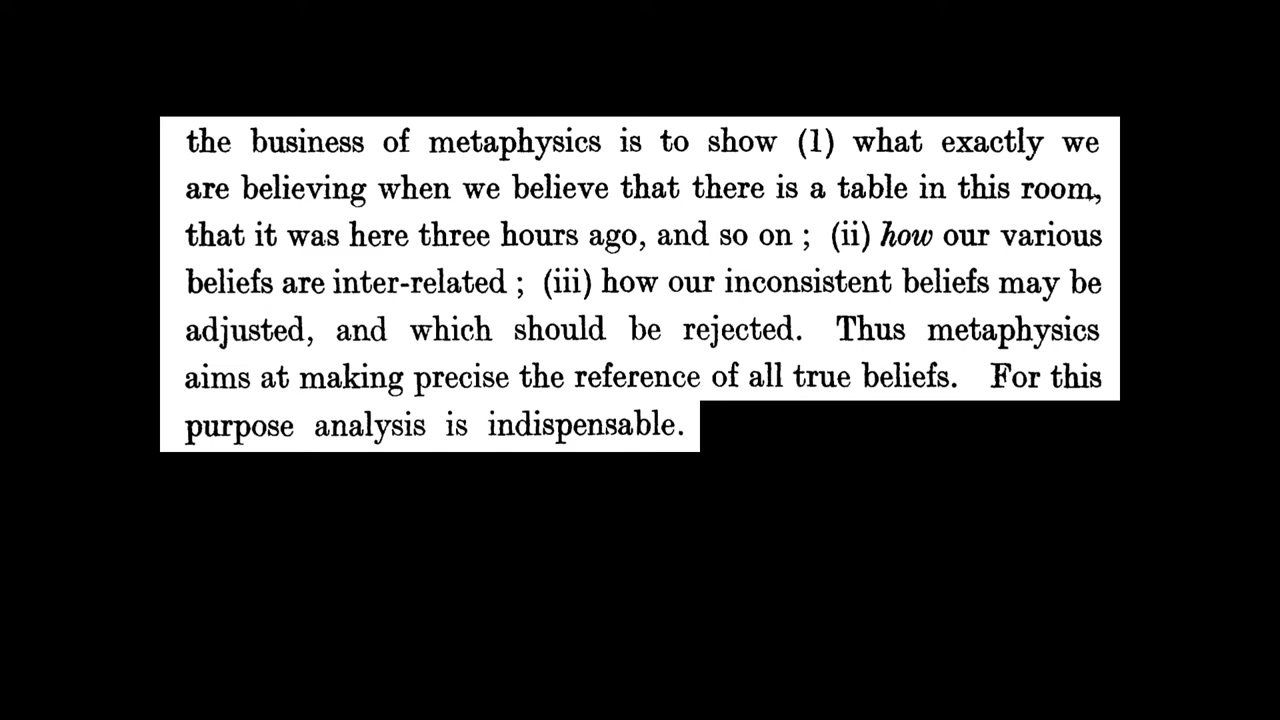 the business of metaphysics is to show (1) what exactly we
are believing when we believe that there is a table in this room,
that it was here three hours ago, and so on ; (ii) how our various
beliefs are inter-related ; (iii) how our inconsistent beliefs may be
adjusted, and which should be rejected. Thus metaphysics
aims at making precise the reference of all true beliefs. For this
purpose analysis is indispensable.